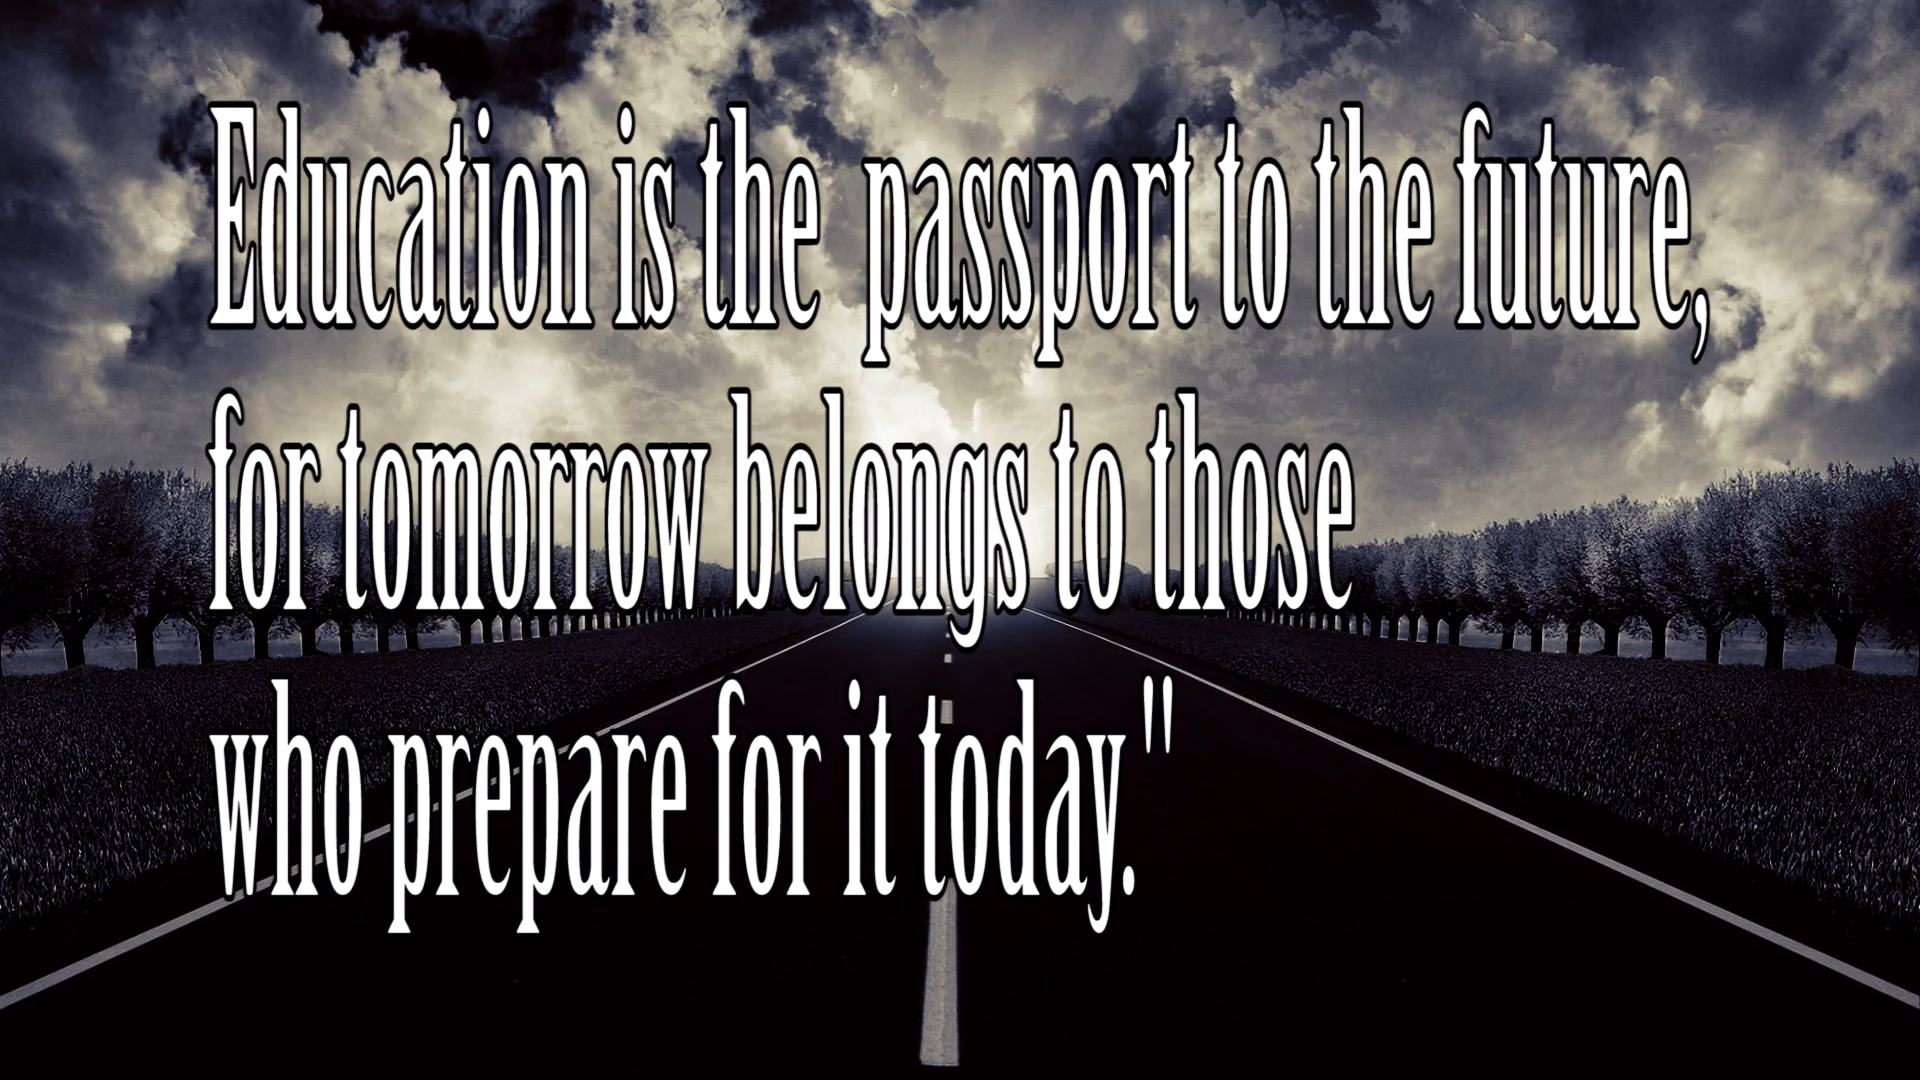 Education is the  passport to the future,
for tomorrow belongs to those
who prepare for it today."